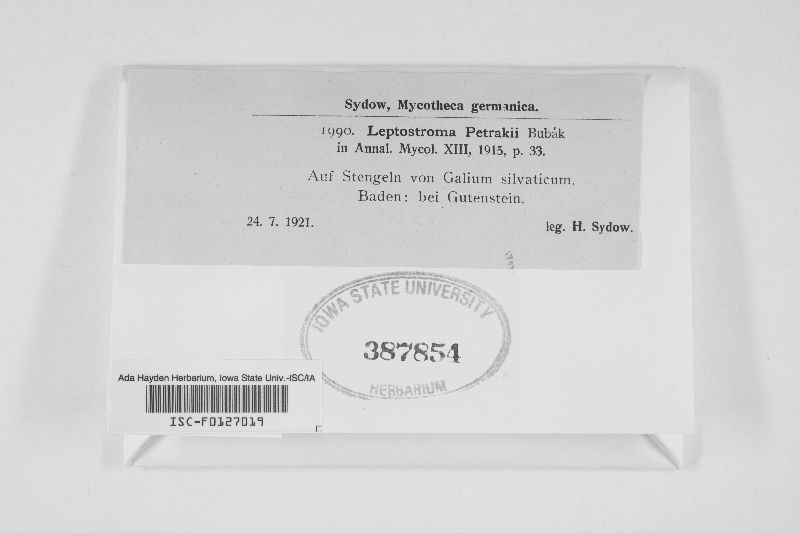 Sydow, Mycotheca germanica.
1990. Leptostroma Petrakii Bubák
in Annal. Mycol. XIII, 1915, p. 33.
Auf Stengeln von Galium silvaticum.
Baden: bei Gutenstein.
24. 7. 1921. leg. H. Sydow.
IOWA STATE UNIVERSITY
387854
HERBARIUM
Ada Hayden Herbarium, Iowa State Univ.-ISC/IA
ISC-F0127019